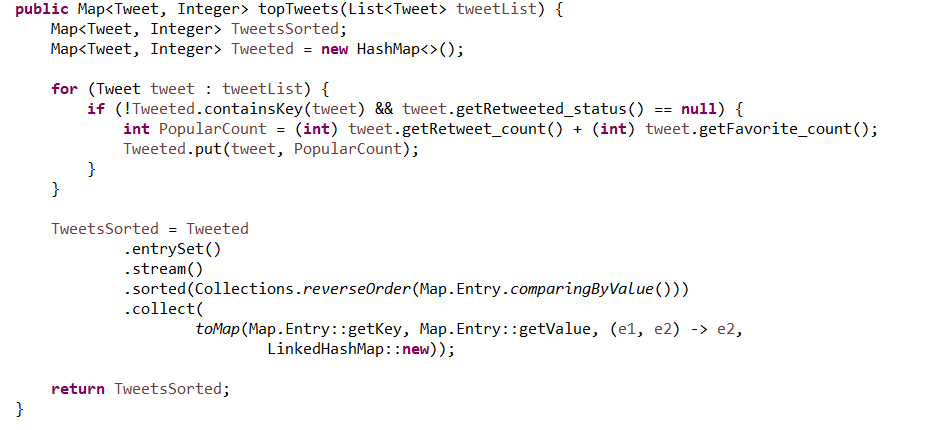 public Map<Tweet, Integer> topTweets(List<Tweet> tweetList) {
    Map<Tweet, Integer> TweetsSorted;
    Map<Tweet, Integer> Tweeted = new HashMap<>();

    for (Tweet tweet : tweetList) {
        if (!Tweeted.containsKey(tweet) && tweet.getRetweeted_status() == null) {
            int PopularCount = (int) tweet.getRetweet_count() + (int) tweet.getFavorite_count();
            Tweeted.put(tweet, PopularCount);
        }
    }

    TweetsSorted = Tweeted
            .entrySet()
            .stream()
            .sorted(Collections.reverseOrder(Map.Entry.comparingByValue()))
            .collect(
                    toMap(Map.Entry::getKey, Map.Entry::getValue, (e1, e2) -> e2,
                            LinkedHashMap::new));

    return TweetsSorted;
}